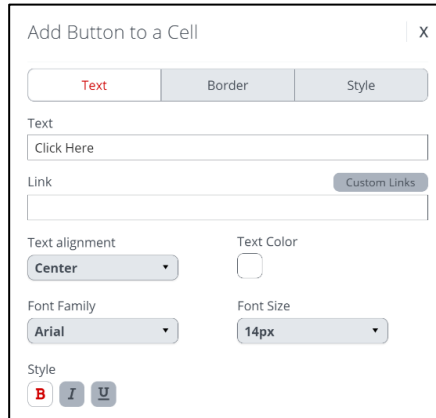 Add Button to a Cell X
Text Border Style
Text
Click Here
Link Custom Links
Text alignment Text Color
Center
Font Family Font Size
Arial 14px
Style
B I U